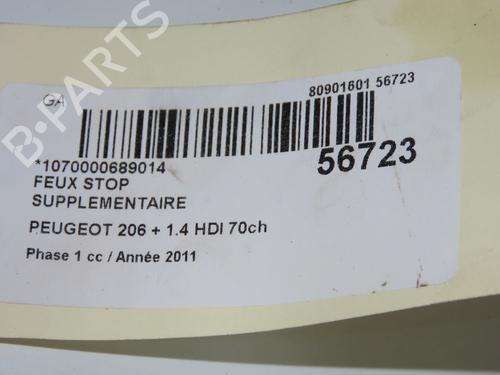 B-PARTS
GA
80901601 56723
*1070000689014
56723
FEUX STOP
SUPPLEMENTAIRE
PEUGEOT 206 + 1.4 HDI 70ch
Phase 1 cc / Année 2011